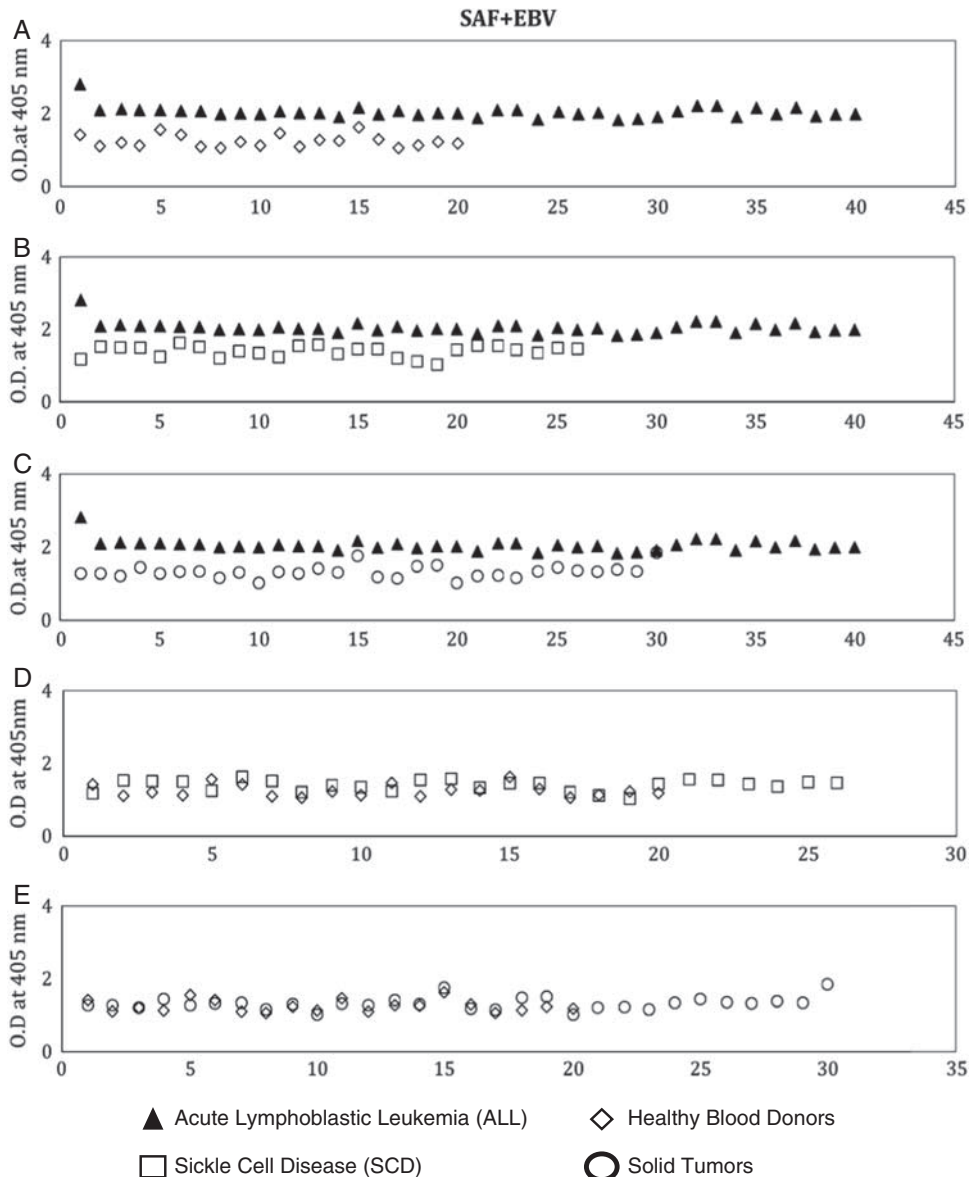 SAF+EBV
A
O.D.at 405 nm
4
2
0
0 5 10 15 20 25 30 35 40 45
B
O.D. at 405 nm
4
2
0
0 5 10 15 20 25 30 35 40 45
C
O.D.at 405 nm
4
2
0
0 5 10 15 20 25 30 35 40 45
D
O.D at 405nm
4
2
0
0 5 10 15 20 25 30
E
O.D at 405 nm
4
2
0
0 5 10 15 20 25 30 35
Acute Lymphoblastic Leukemia (ALL)
Healthy Blood Donors
Sickle Cell Disease (SCD)
Solid Tumors